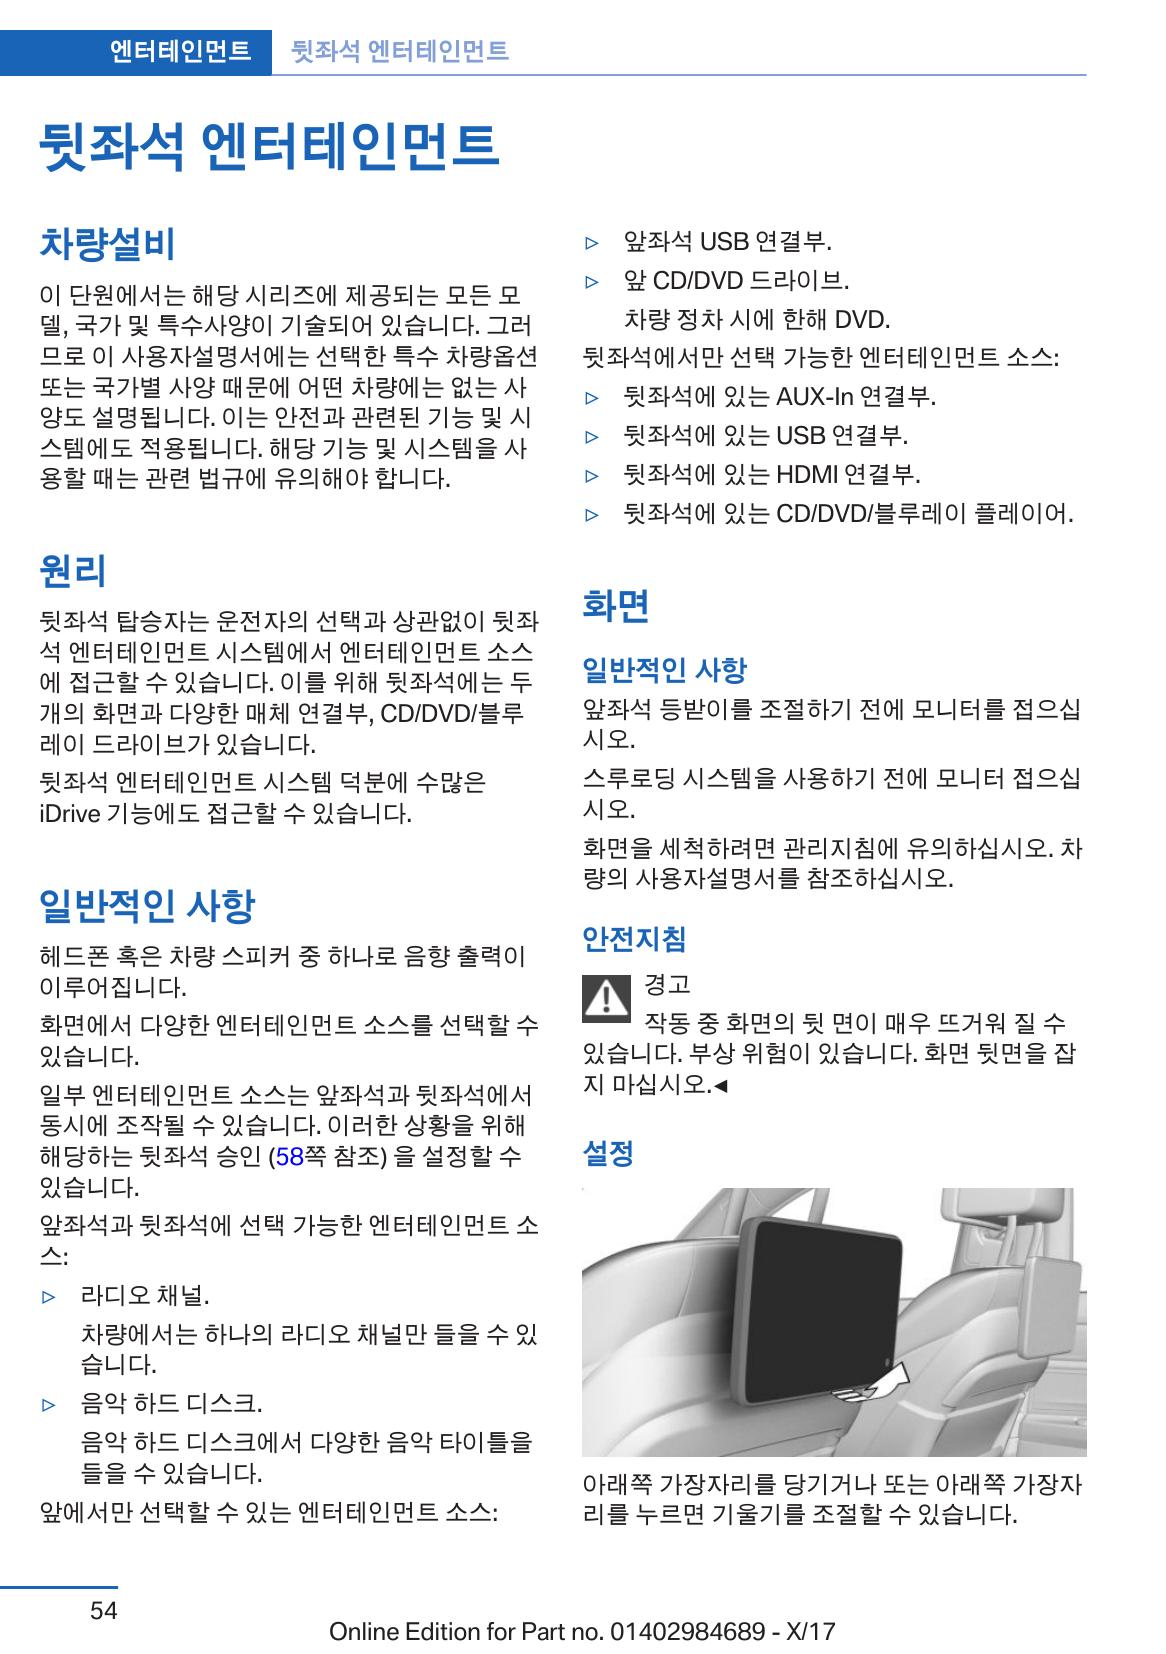 엔터테인먼트 뒷좌석 엔터테인먼트
뒷좌석 엔터테인먼트
차량설비
이 단원에서는 해당 시리즈에 제공되는 모든 모
델, 국가 및 특수사양이 기술되어 있습니다. 그러
므로 이 사용자설명서에는 선택한 특수 차량옵션
또는 국가별 사양 때문에 어떤 차량에는 없는 사
양도 설명됩니다. 이는 안전과 관련된 기능 및 시
스템에도 적용됩니다. 해당 기능 및 시스템을 사
용할 때는 관련 법규에 유의해야 합니다.
원리
뒷좌석 탑승자는 운전자의 선택과 상관없이 뒷좌
석 엔터테인먼트 시스템에서 엔터테인먼트 소스
에 접근할 수 있습니다. 이를 위해 뒷좌석에는 두
개의 화면과 다양한 매체 연결부, CD/DVD/블루
레이 드라이브가 있습니다.
뒷좌석 엔터테인먼트 시스템 덕분에 수많은
iDrive 기능에도 접근할 수 있습니다.
일반적인 사항
헤드폰 혹은 차량 스피커 중 하나로 음향 출력이
이루어집니다.
화면에서 다양한 엔터테인먼트 소스를 선택할 수
있습니다.
일부 엔터테인먼트 소스는 앞좌석과 뒷좌석에서
동시에 조작될 수 있습니다. 이러한 상황을 위해
해당하는 뒷좌석 승인 (58쪽 참조) 을 설정할 수
있습니다.
앞좌석과 뒷좌석에 선택 가능한 엔터테인먼트 소
스:
▷ 라디오 채널.
차량에서는 하나의 라디오 채널만 들을 수 있
습니다.
▷ 음악 하드 디스크.
음악 하드 디스크에서 다양한 음악 타이틀을
들을 수 있습니다.
앞에서만 선택할 수 있는 엔터테인먼트 소스:
▷ 앞좌석 USB 연결부.
▷ 앞 CD/DVD 드라이브.
차량 정차 시에 한해 DVD.
뒷좌석에서만 선택 가능한 엔터테인먼트 소스:
▷ 뒷좌석에 있는 AUX-In 연결부.
▷ 뒷좌석에 있는 USB 연결부.
▷ 뒷좌석에 있는 HDMI 연결부.
▷ 뒷좌석에 있는 CD/DVD/블루레이 플레이어.
화면
일반적인 사항
앞좌석 등받이를 조절하기 전에 모니터를 접으십
시오.
스루로딩 시스템을 사용하기 전에 모니터 접으십
시오.
화면을 세척하려면 관리지침에 유의하십시오. 차
량의 사용자설명서를 참조하십시오.
안전지침
경고
작동 중 화면의 뒷 면이 매우 뜨거워 질 수
있습니다. 부상 위험이 있습니다. 화면 뒷면을 잡
지 마십시오.◄
설정
아래쪽 가장자리를 당기거나 또는 아래쪽 가장자
리를 누르면 기울기를 조절할 수 있습니다.
54
Online Edition for Part no. 01402984689 - X/17